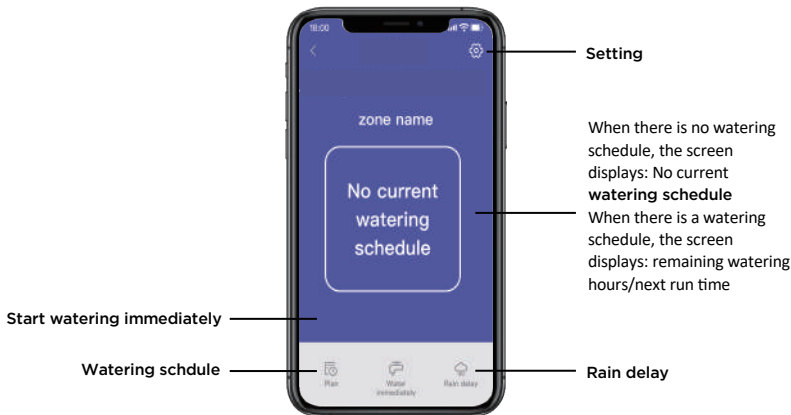 18:00
Setting
zone name
No current
watering
schedule
When there is no watering
schedule, the screen
displays: No current
watering schedule
When there is a watering
schedule, the screen
displays: remaining watering
hours/next run time
Start watering immediately
Watering schdule
Plan
Water
immediately
Rain delay
Rain delay